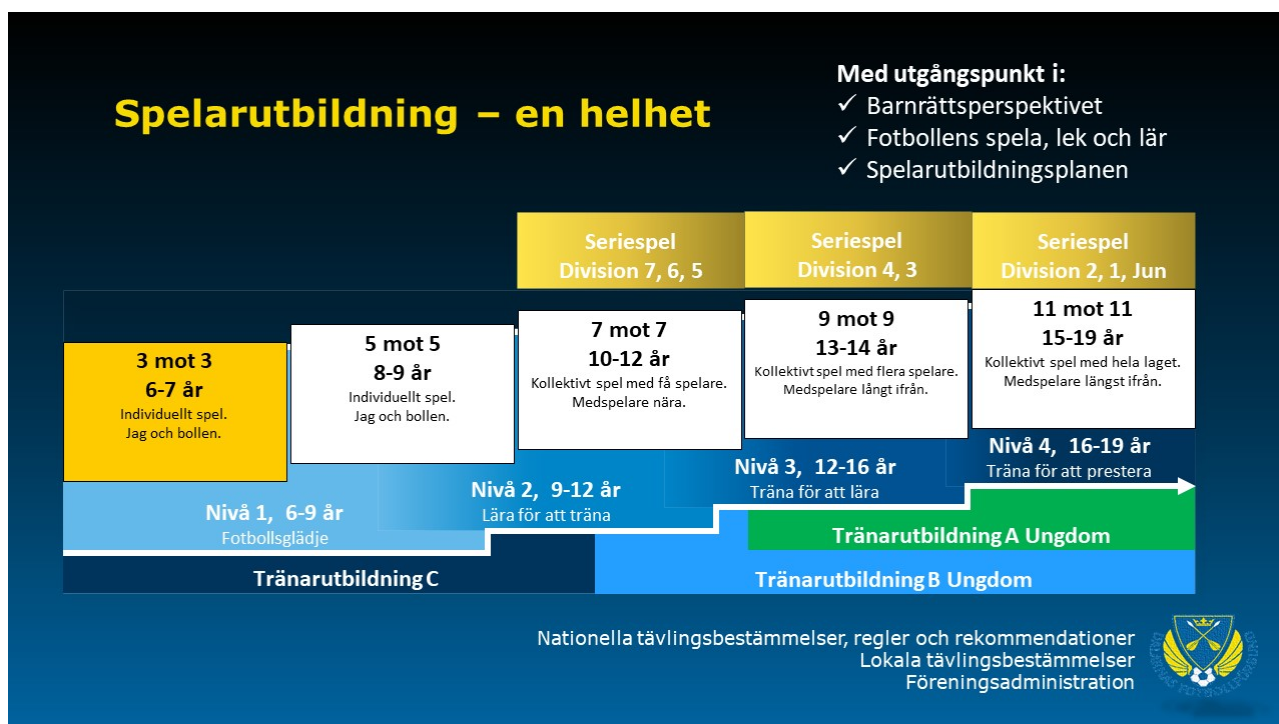 Spelarutbildning – en helhet
Med utgångspunkt i:
✓ Barnrättsperspektivet
✓ Fotbollens spela, lek och lär
✓ Spelarutbildningsplanen
Seriespel
Division 7, 6, 5
Seriespel
Division 4, 3
Seriespel
Division 2, 1, Jun
3 mot 3
6-7 år
Individuellt spel.
Jag och bollen.
5 mot 5
8-9 år
Individuellt spel.
Jag och bollen.
7 mot 7
10-12 år
Kollektivt spel med få spelare.
Medspelare nära.
9 mot 9
13-14 år
Kollektivt spel med flera spelare.
Medspelare långt ifrån.
11 mot 11
15-19 år
Kollektivt spel med hela laget.
Medspelare längst ifrån.
Nivå 1, 6-9 år
Fotbollsglädje
Nivå 2, 9-12 år
Lära för att träna
Nivå 3, 12-16 år
Träna för att lära
Nivå 4, 16-19 år
Träna för att prestera
Tränarutbildning A Ungdom
Tränarutbildning C
Tränarutbildning B Ungdom
Nationella tävlingsbestämmelser, regler och rekommendationer
Lokala tävlingsbestämmelser
Föreningsadministration
DALARNAS FOTBOLLFÖRBUND